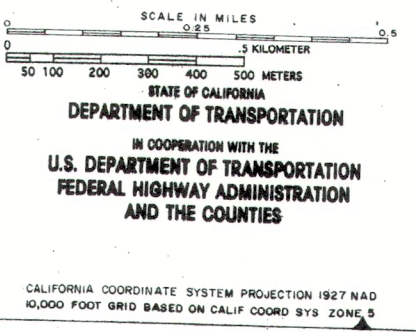 SCALE IN MILES
0 0.25 0.5
0 .5 KILOMETER
50 100 200 300 400 500 METERS
STATE OF CALIFORNIA
DEPARTMENT OF TRANSPORTATION
IN COOPERATION WITH THE
U.S. DEPARTMENT OF TRANSPORTATION
FEDERAL HIGHWAY ADMINISTRATION
AND THE COUNTIES
CALIFORNIA COORDINATE SYSTEM PROJECTION 1927 NAD
10,000 FOOT GRID BASED ON CALIF COORD SYS ZONE 5